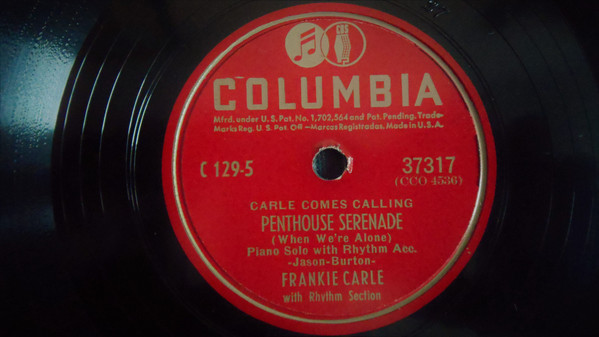 CBS
COLUMBIA
Mfrd. under U.S. Pat. No. 1,702,564 and Pat. Pending. Trade-
Marks Reg. U.S. Pat. Off.—Marcas Registradas. Made in U.S.A.
C 129-5
37317
(CCO 4536)
CARLE COMES CALLING
PENTHOUSE SERENADE
(When We're Alone)
Piano Solo with Rhythm Acc.
-Jason-Burton-
FRANKIE CARLE
with Rhythm Section